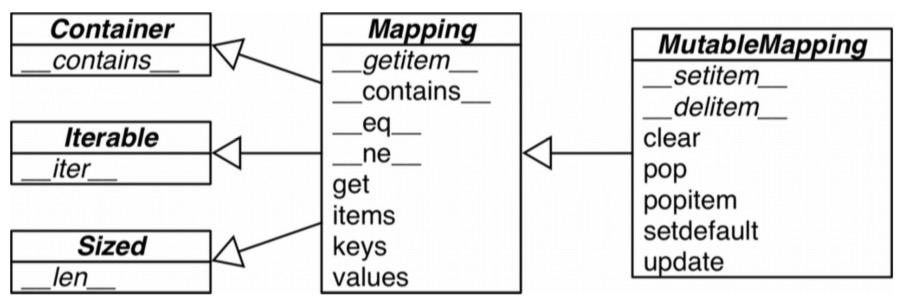 Container
__contains__
Iterable
__iter__
Sized
__len__
Mapping
__getitem__
__contains__
__eq__
__ne__
get
items
keys
values
MutableMapping
__setitem__
__delitem__
clear
pop
popitem
setdefault
update